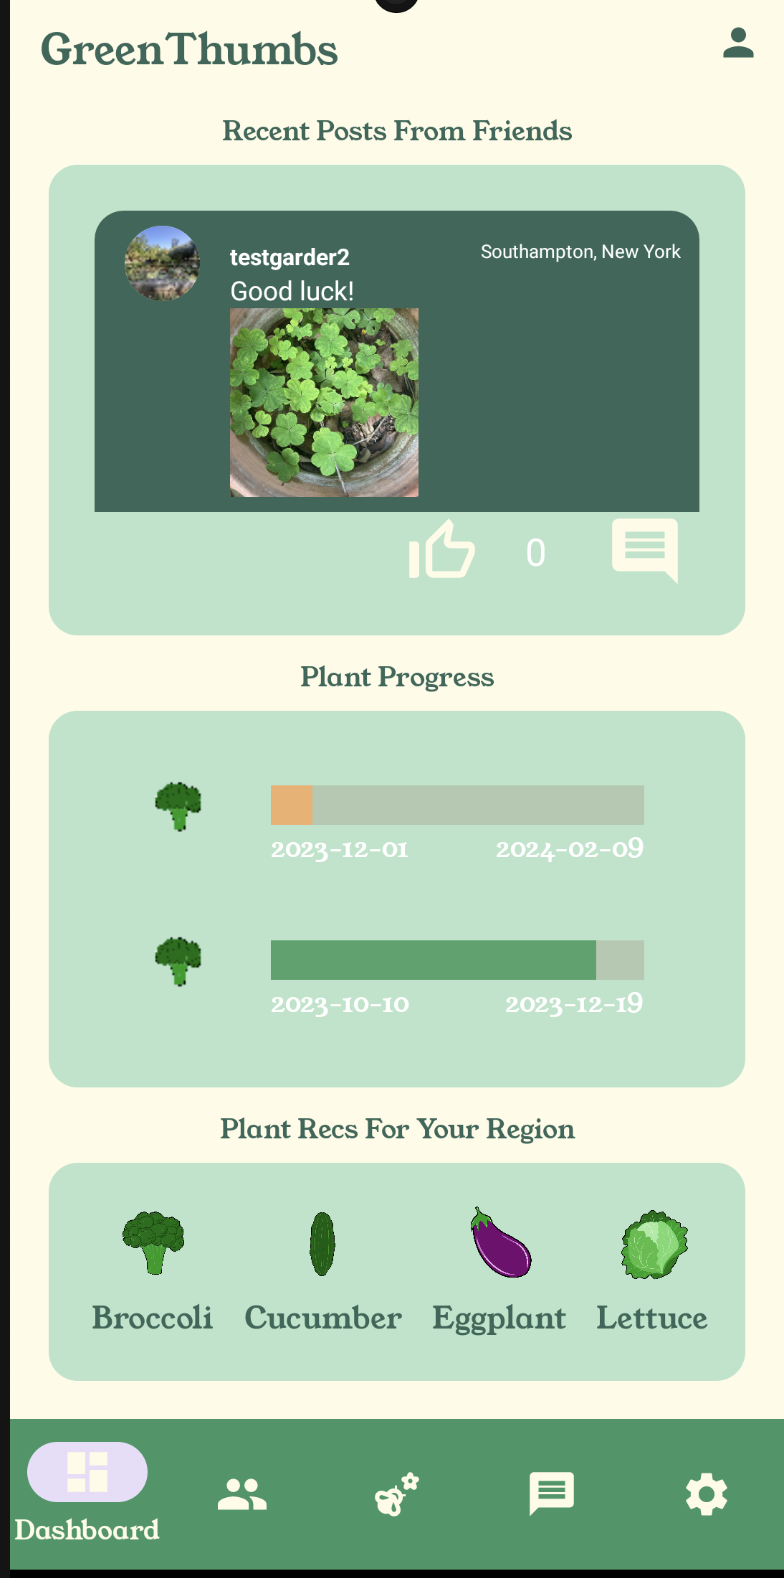 GreenThumbs
Recent Posts From Friends
testgarder2
Southampton, New York
Good luck!
0
Plant Progress
2023-12-01 2024-02-09
2023-10-10 2023-12-19
Plant Recs For Your Region
Broccoli Cucumber Eggplant Lettuce
Dashboard